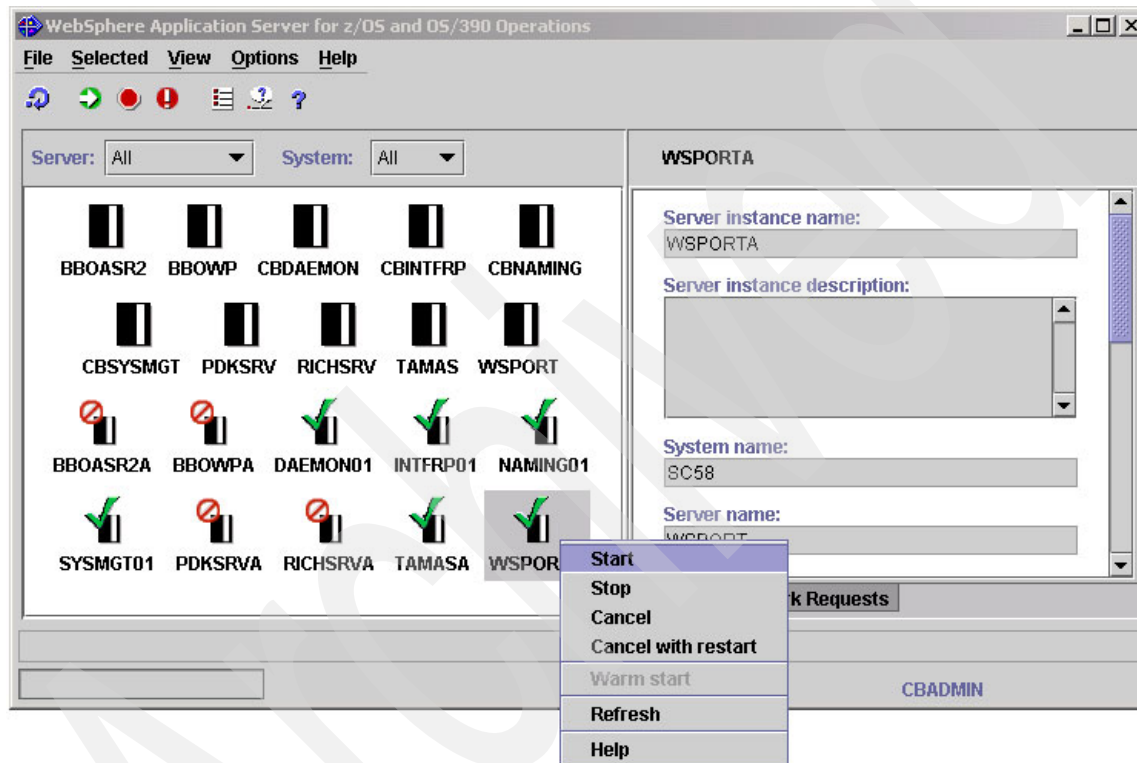 WebSphere Application Server for z/OS and OS/390 Operations
File Selected View Options Help
Server: All System: All
WSPORTA
BBOASR2 BBOWP CBDAEMON CBINTFRP CBNAMING
CBSYSMGT PDKSRV RICHSRV TAMAS WSPORT
BBOASR2A BBOWPA DAEMON01 INTFRP01 NAMING01
SYSMGT01 PDKSRVA RICHSRVA TAMASA WSPOR
Server instance name:
WSPORTA
Server instance description:
System name:
SC58
Server name:
WSPORT
Start
Stop
Cancel
Cancel with restart
Warm start
Refresh
Help
k Requests
CBADMIN
Archived